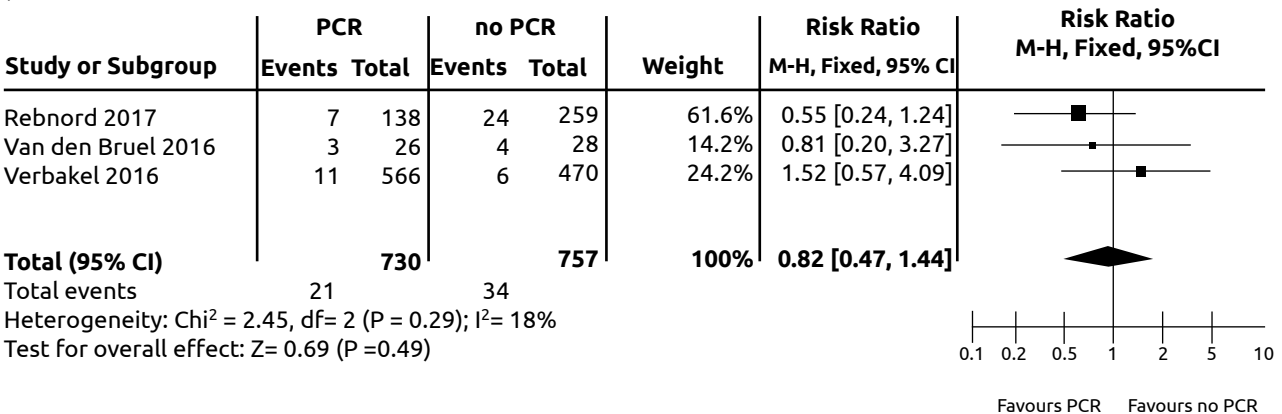 PCR no PCR Risk Ratio Risk Ratio
Study or Subgroup Events Total Events Total Weight M-H, Fixed, 95% CI M-H, Fixed, 95%CI
Rebnord 2017 7 138 24 259 61.6% 0.55 [0.24, 1.24]
Van den Bruel 2016 3 26 4 28 14.2% 0.81 [0.20, 3.27]
Verbakel 2016 11 566 6 470 24.2% 1.52 [0.57, 4.09]
Total (95% CI) 730 757 100% 0.82 [0.47, 1.44]
Total events 21 34
Heterogeneity: Chi² = 2.45, df= 2 (P = 0.29); I²= 18%
Test for overall effect: Z= 0.69 (P =0.49)
0.1 0.2 0.5 1 2 5 10
Favours PCR Favours no PCR